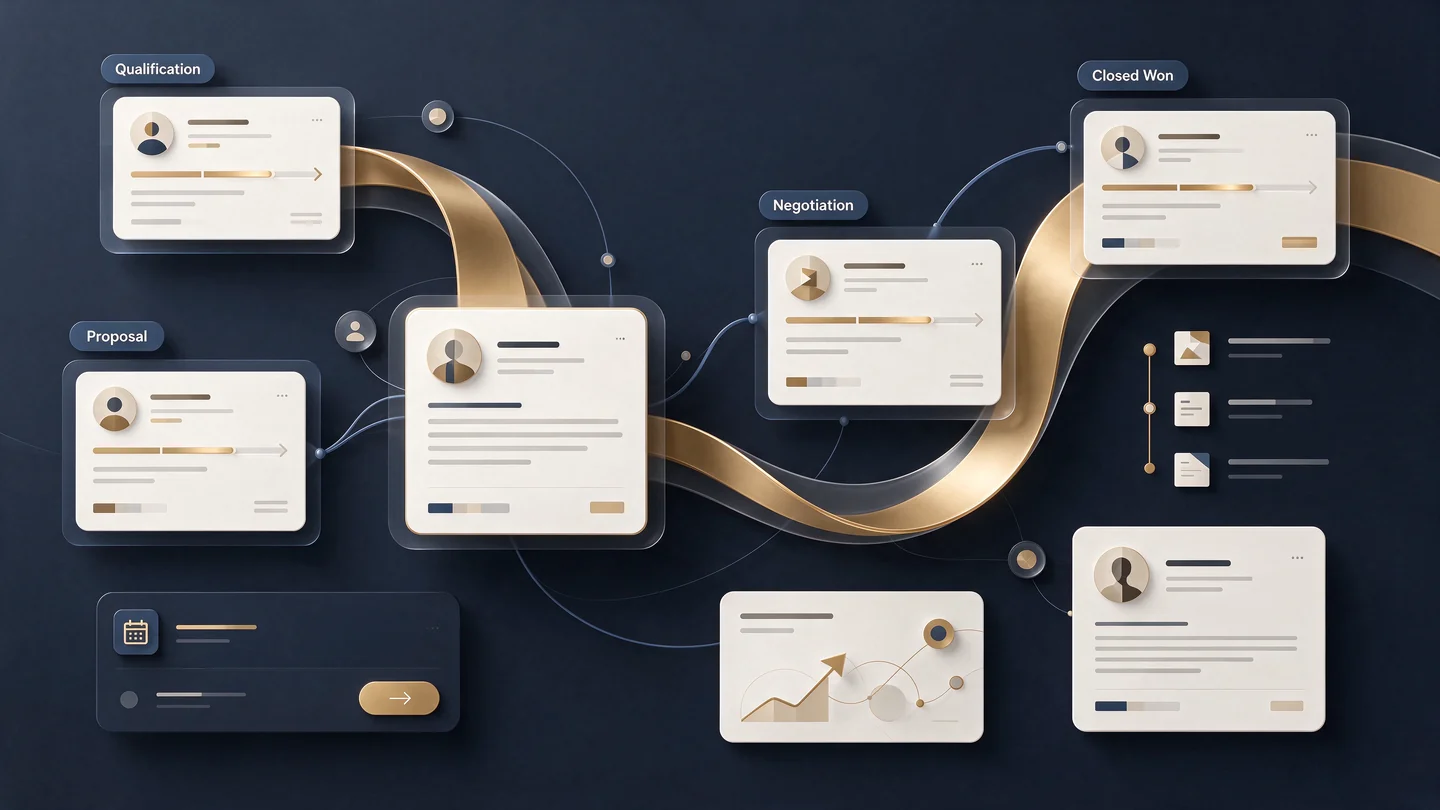 Qualification
Closed Won
Negotiation
Proposal